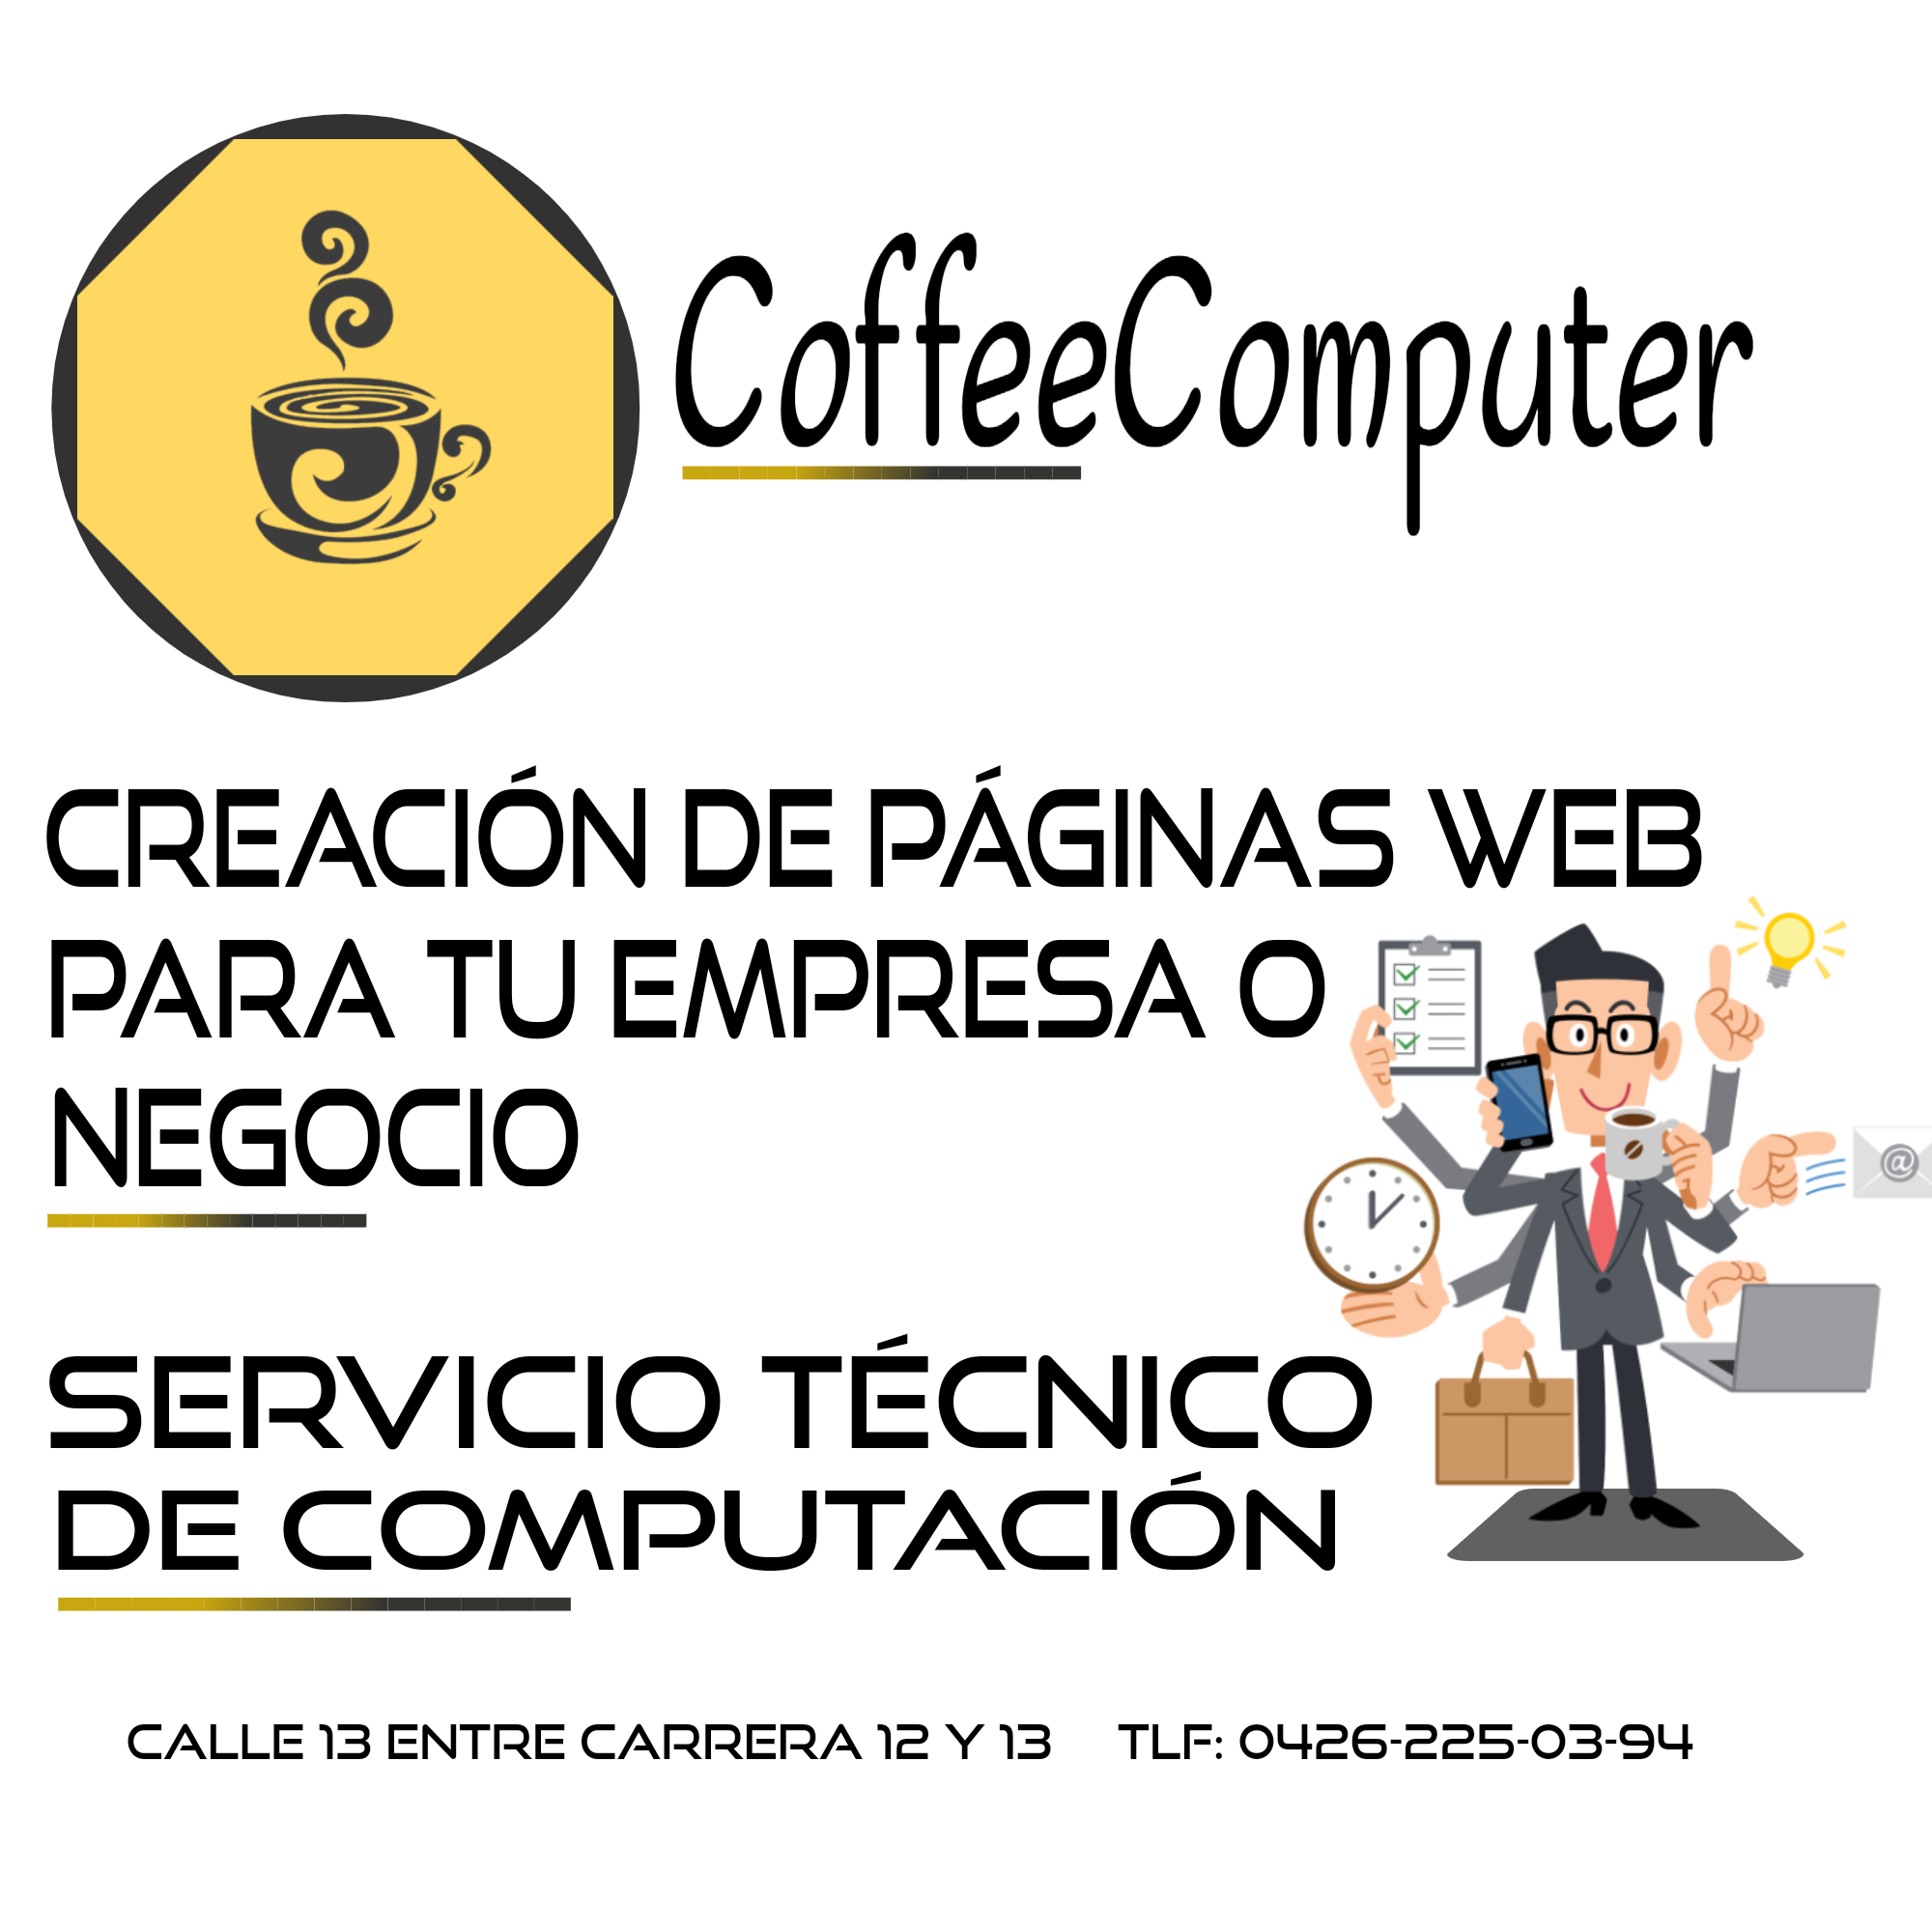 CoffeeComputer
CREACIÓN DE PÁGINAS WEB
PARA TU EMPRESA O
NEGOCIO
@
SERVICIO TÉCNICO
DE COMPUTACIÓN
CALLE 13 ENTRE CARRERA 12 Y 13 TLF: 0426-225-03-94